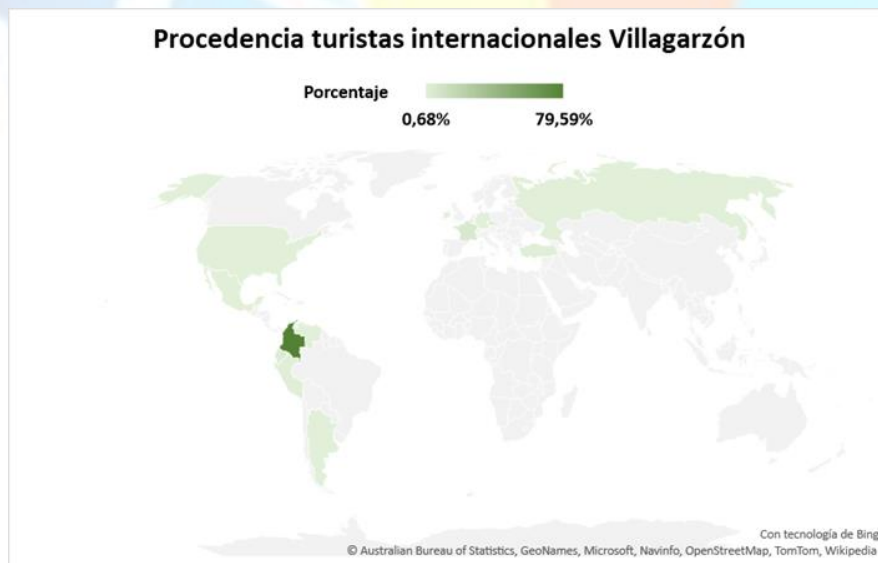 Procedencia turistas internacionales Villagarzón
Porcentaje
0,68% 79,59%
Con tecnología de Bing
© Australian Bureau of Statistics, GeoNames, Microsoft, Navinfo, OpenStreetMap, TomTom, Wikipedia